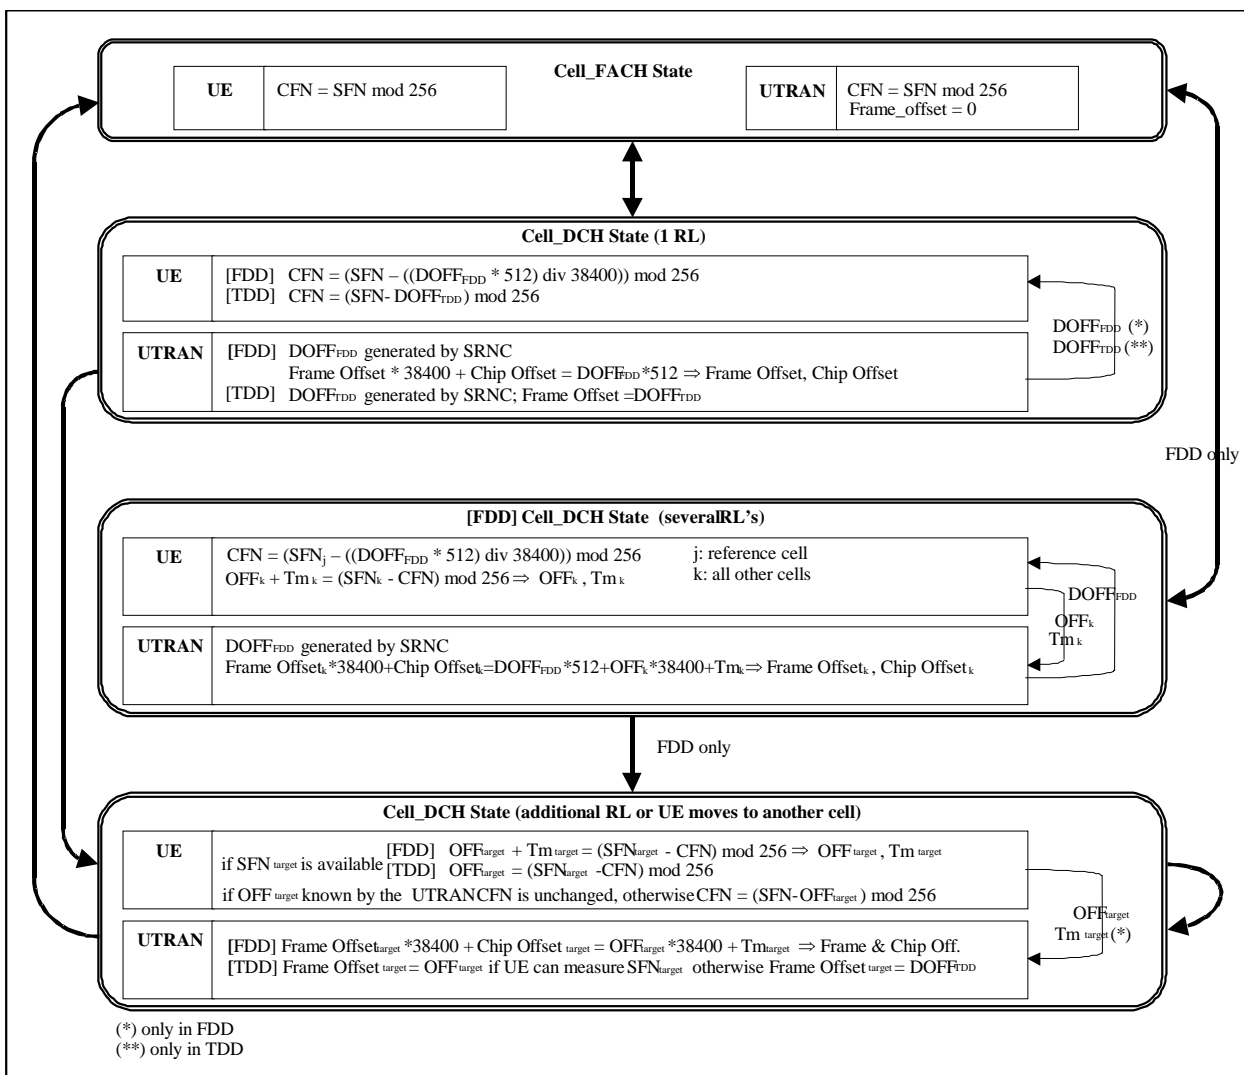 Cell_FACH State
UE CFN = SFN mod 256
UTRAN CFN = SFN mod 256
Frame_offset = 0
Cell_DCH State (1 RL)
UE [FDD] CFN = (SFN – ((DOFFFDD * 512) div 38400)) mod 256
[TDD] CFN = (SFN- DOFFTDD) mod 256
DOFFFDD (*)
DOFFTDD (**)
UTRAN [FDD] DOFFFDD generated by SRNC
Frame Offset * 38400 + Chip Offset = DOFFFDD*512 ⇒ Frame Offset, Chip Offset
[TDD] DOFFTDD generated by SRNC; Frame Offset =DOFFTDD
FDD only
[FDD] Cell_DCH State (severalRL's)
UE CFN = (SFNj – ((DOFFFDD * 512) div 38400)) mod 256 j: reference cell
OFFk + Tmk = (SFNk - CFN) mod 256 ⇒ OFFk , Tmk k: all other cells
DOFFFDD
OFFk
Tmk
UTRAN DOFFFDD generated by SRNC
Frame Offsetk*38400+Chip Offsetk=DOFFFDD*512+OFFk*38400+Tmk ⇒ Frame Offsetk , Chip Offsetk
FDD only
Cell_DCH State (additional RL or UE moves to another cell)
UE if SFN target is available [FDD] OFFtarget + Tm target = (SFNtarget - CFN) mod 256 ⇒ OFF target , Tm target
[TDD] OFFtarget = (SFNtarget -CFN) mod 256
if OFF target known by the UTRAN CFN is unchanged, otherwise CFN = (SFN-OFFtarget ) mod 256
OFFtarget
Tm target (*)
UTRAN [FDD] Frame Offsettarget *38400 + Chip Offset target = OFFtarget *38400 + Tmtarget ⇒ Frame & Chip Off.
[TDD] Frame Offset target = OFF target if UE can measure SFNtarget otherwise Frame Offset target = DOFFTDD
(*) only in FDD
(**) only in TDD